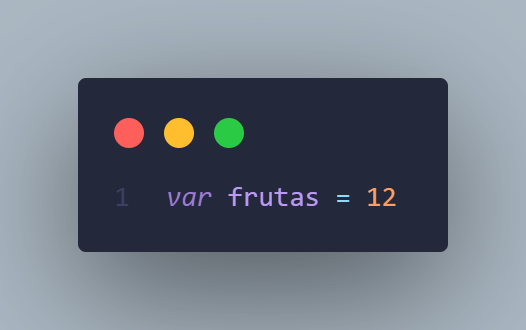 1 var frutas = 12